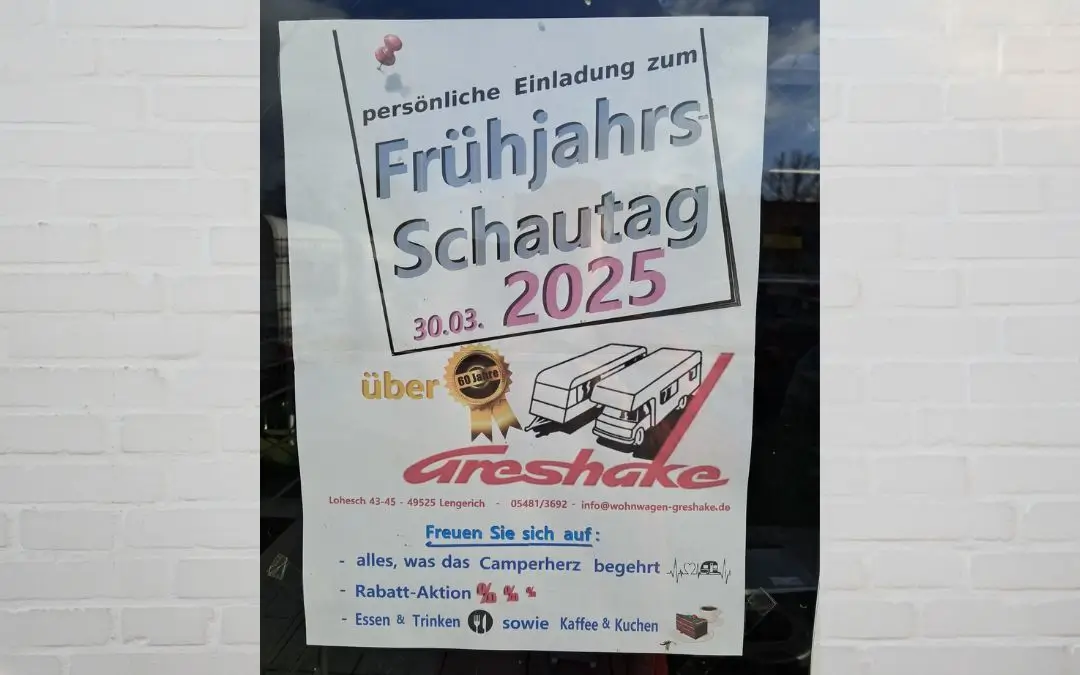 persönliche Einladung zum
Frühjahrs-
Schautag
30.03. 2025
über 60 Jahre
Greshake
Lohesch 43-45 - 49525 Lengerich - 05481/3692 - info@wohnwagen-greshake.de
Freuen Sie sich auf:
- alles, was das Camperherz begehrt
- Rabatt-Aktion % % %
- Essen & Trinken sowie Kaffee & Kuchen